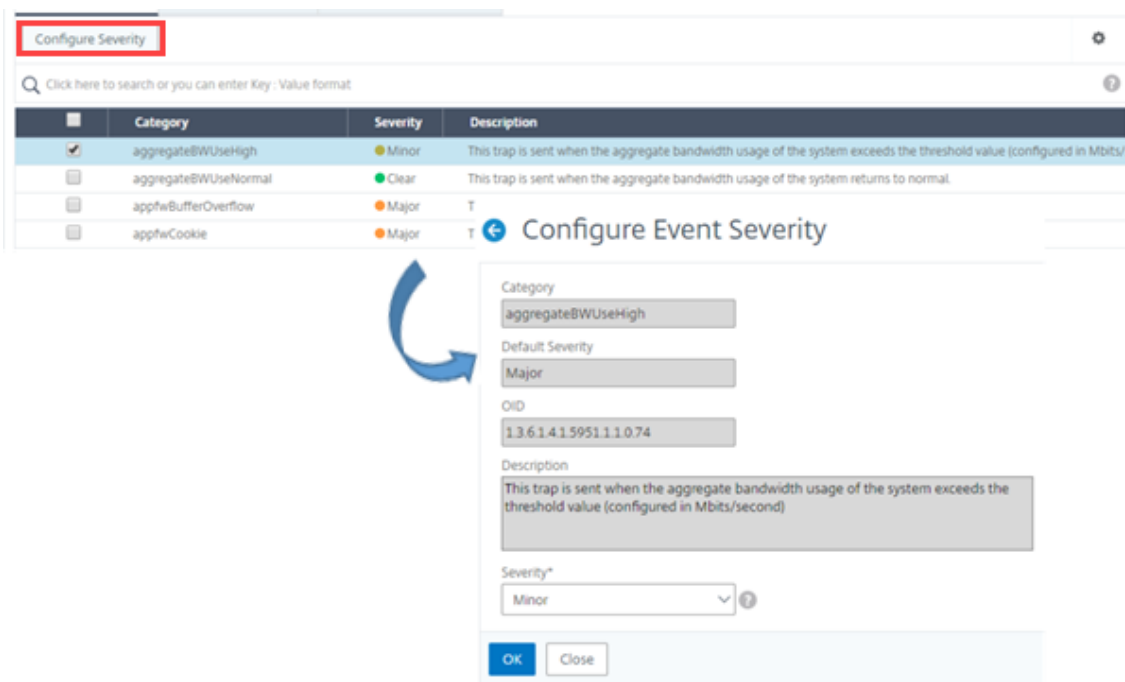 Configure Severity
Click here to search or you can enter Key : Value format
Category Severity Description
aggregateBWUseHigh Minor This trap is sent when the aggregate bandwidth usage of the system exceeds the threshold value (configured in Mbits/
aggregateBWUseNormal Clear This trap is sent when the aggregate bandwidth usage of the system returns to normal.
appfwBufferOverflow Major T
appfwCookie Major T
Configure Event Severity
Category
aggregateBWUseHigh
Default Severity
Major
OID
1.3.6.1.4.1.5951.1.1.0.74
Description
This trap is sent when the aggregate bandwidth usage of the system exceeds the
threshold value (configured in Mbits/second)
Severity*
Minor
OK Close